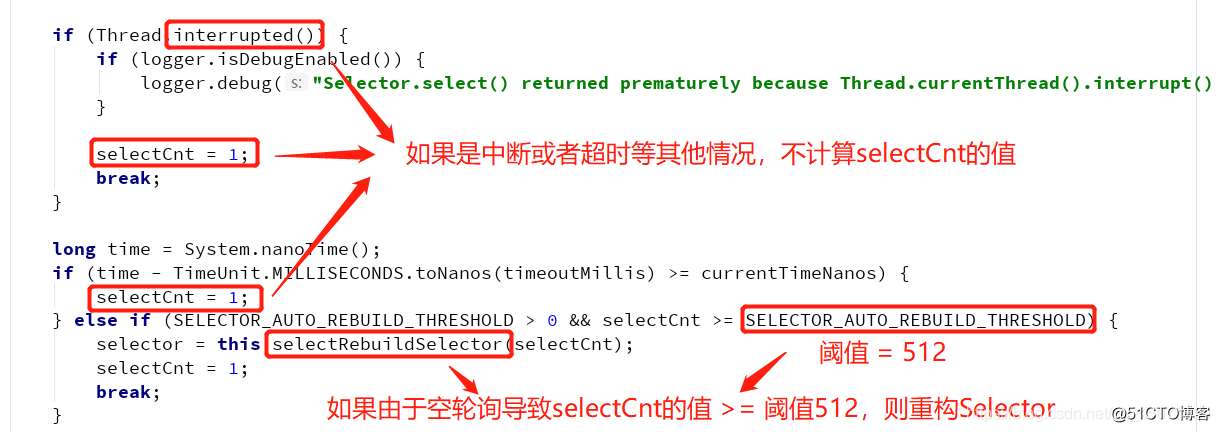 if (Thread.interrupted()) {
if (logger.isDebugEnabled()) {
logger.debug( s: "Selector.select() returned prematurely because Thread.currentThread().interrupt()
}
selectCnt = 1;
如果是中断或者超时等其他情况，不计算selectCnt的值
break;
}
long time = System.nanoTime();
if (time - TimeUnit.MILLISECONDS.toNanos(timeoutMillis) >= currentTimeNanos) {
selectCnt = 1;
} else if (SELECTOR_AUTO_REBUILD_THRESHOLD > 0 && selectCnt >= SELECTOR_AUTO_REBUILD_THRESHOLD) {
selector = this.selectRebuildSelector(selectCnt);
阈值 = 512
selectCnt = 1;
break;
如果由于空轮询导致selectCnt的值 >= 阈值512，则重构Selector
}
@51CTO博客